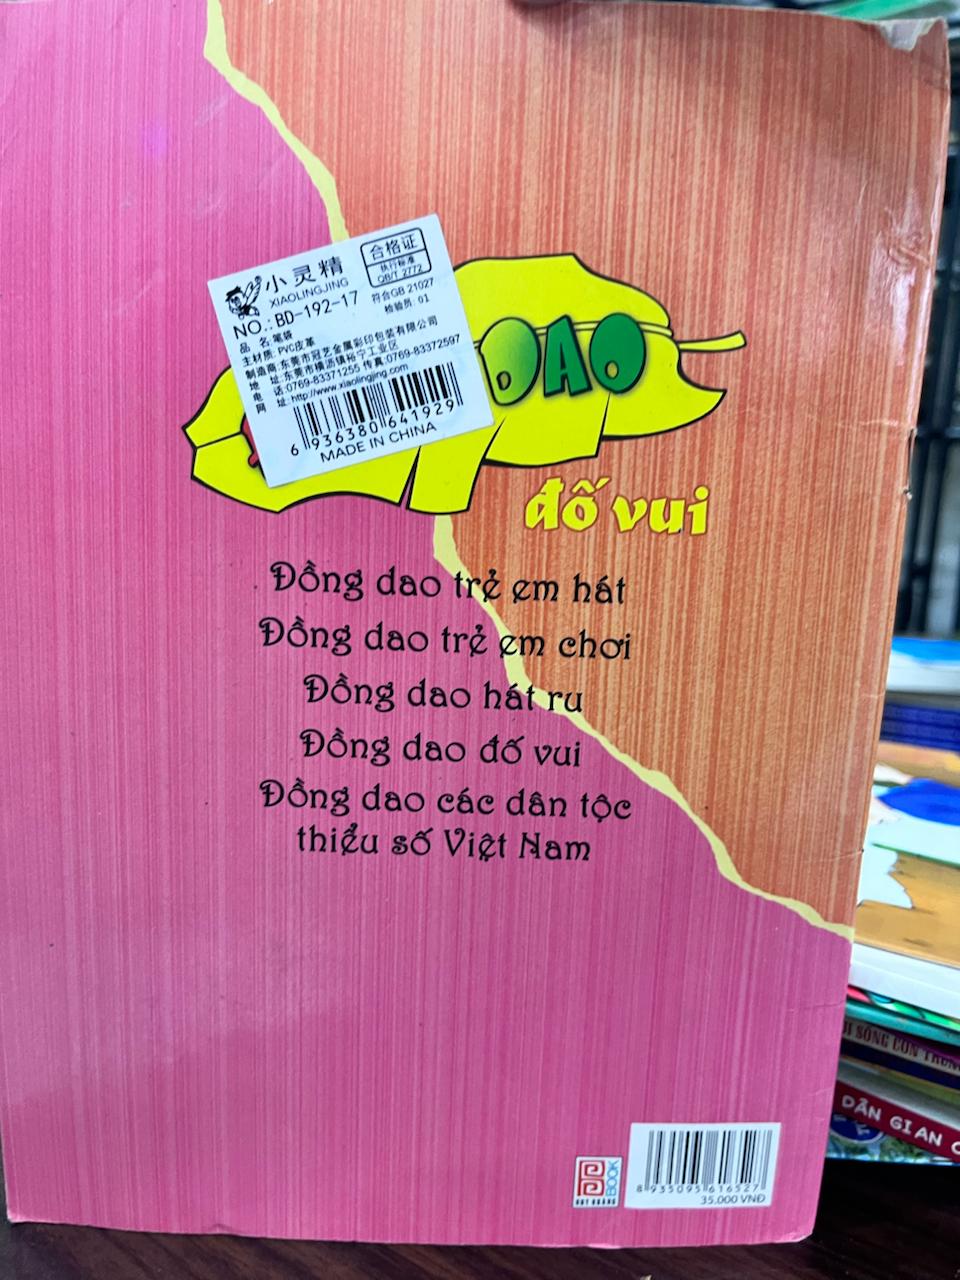 小灵精
XIAOLINGJING
合格证
执行标准
QB/T 2772
NO.: BD-192-17
符合GB 21027
检验员: 01
品 名: 笔袋
主材质: PVC皮革
制造商: 东莞市冠艺金属彩印包装有限公司
地 址: 东莞市横沥镇裕宁工业区
电 话: 0769-83371255 传真: 0769-83372597
网 址: http://www.xiaolingjing.com
6 936380 641929
MADE IN CHINA
DAO
đố vui
Đồng dao trẻ em hát
Đồng dao trẻ em chơi
Đồng dao hát ru
Đồng dao đố vui
Đồng dao các dân tộc
thiểu số Việt Nam
BOOK
HUY HOANG
8 935095 616527
35.000 VNĐ
SỐNG CON TRÙNG
DÂN GIAN